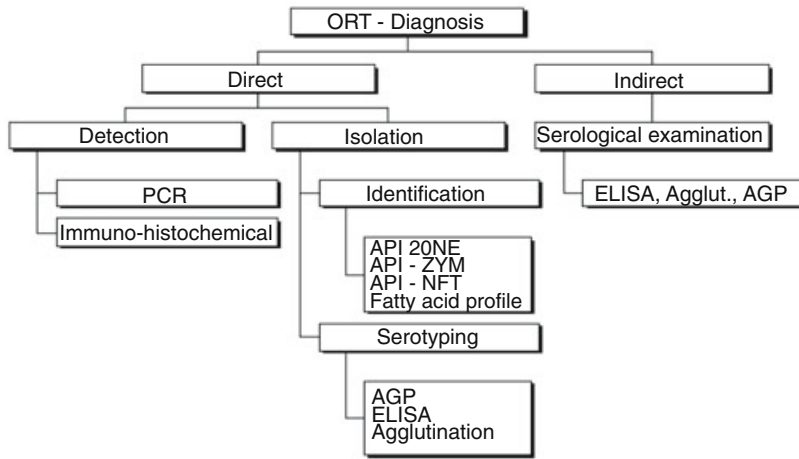 ORT - Diagnosis
Direct
Indirect
Detection
Isolation
Serological examination
PCR
Immuno-histochemical
Identification
ELISA, Agglut., AGP
API 20NE
API - ZYM
API - NFT
Fatty acid profile
Serotyping
AGP
ELISA
Agglutination